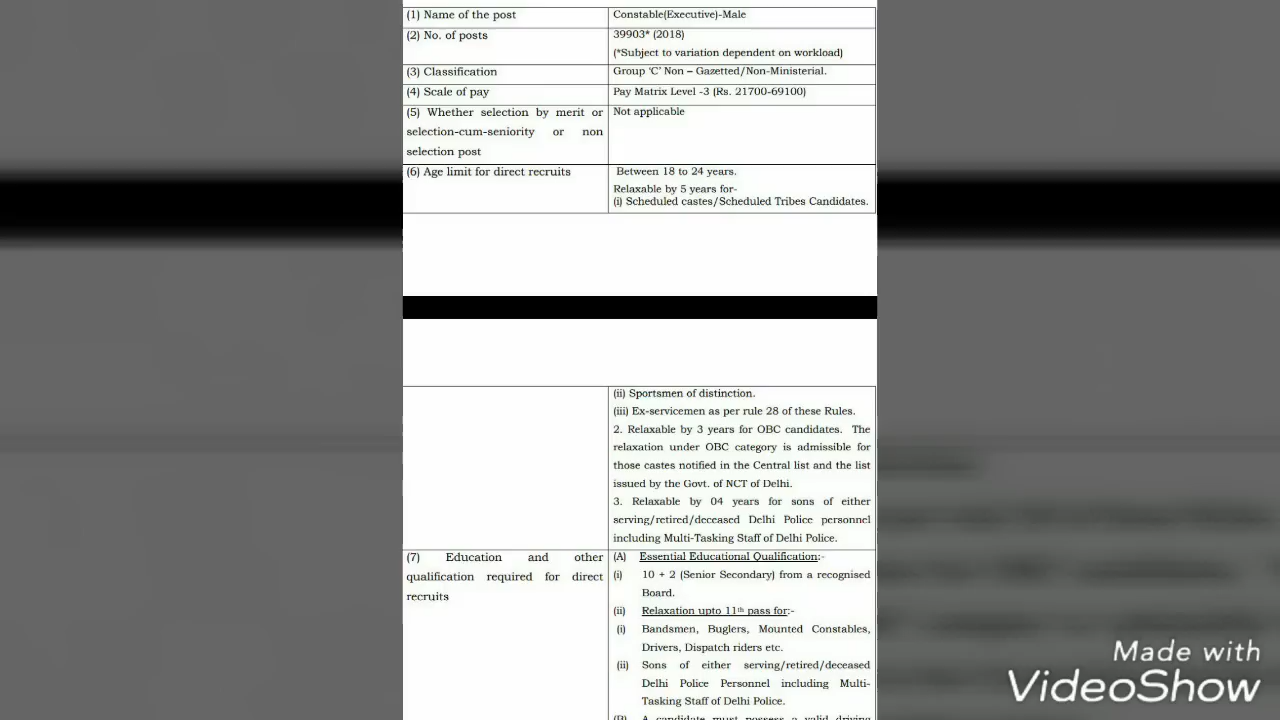 (1) Name of the post
Constable(Executive)-Male
(2) No. of posts
39903* (2018)
(*Subject to variation dependent on workload)
(3) Classification
Group ‘C’ Non – Gazetted/Non-Ministerial.
(4) Scale of pay
Pay Matrix Level -3 (Rs. 21700-69100)
(5) Whether selection by merit or
selection-cum-seniority or non
selection post
Not applicable
(6) Age limit for direct recruits
Between 18 to 24 years.
Relaxable by 5 years for-
(i) Scheduled castes/Scheduled Tribes Candidates.
(ii) Sportsmen of distinction.
(iii) Ex-servicemen as per rule 28 of these Rules.
2. Relaxable by 3 years for OBC candidates. The
relaxation under OBC category is admissible for
those castes notified in the Central list and the list
issued by the Govt. of NCT of Delhi.
3. Relaxable by 04 years for sons of either
serving/retired/deceased Delhi Police personnel
including Multi-Tasking Staff of Delhi Police.
(7) Education and other
qualification required for direct
recruits
(A) Essential Educational Qualification:-
(i) 10 + 2 (Senior Secondary) from a recognised
Board.
(ii) Relaxation upto 11th pass for:-
(i) Bandsmen, Buglers, Mounted Constables,
Drivers, Dispatch riders etc.
(ii) Sons of either serving/retired/deceased
Delhi Police Personnel including Multi-
Tasking Staff of Delhi Police.
(B) A candidate must possess a valid driving
Made with
VideoShow